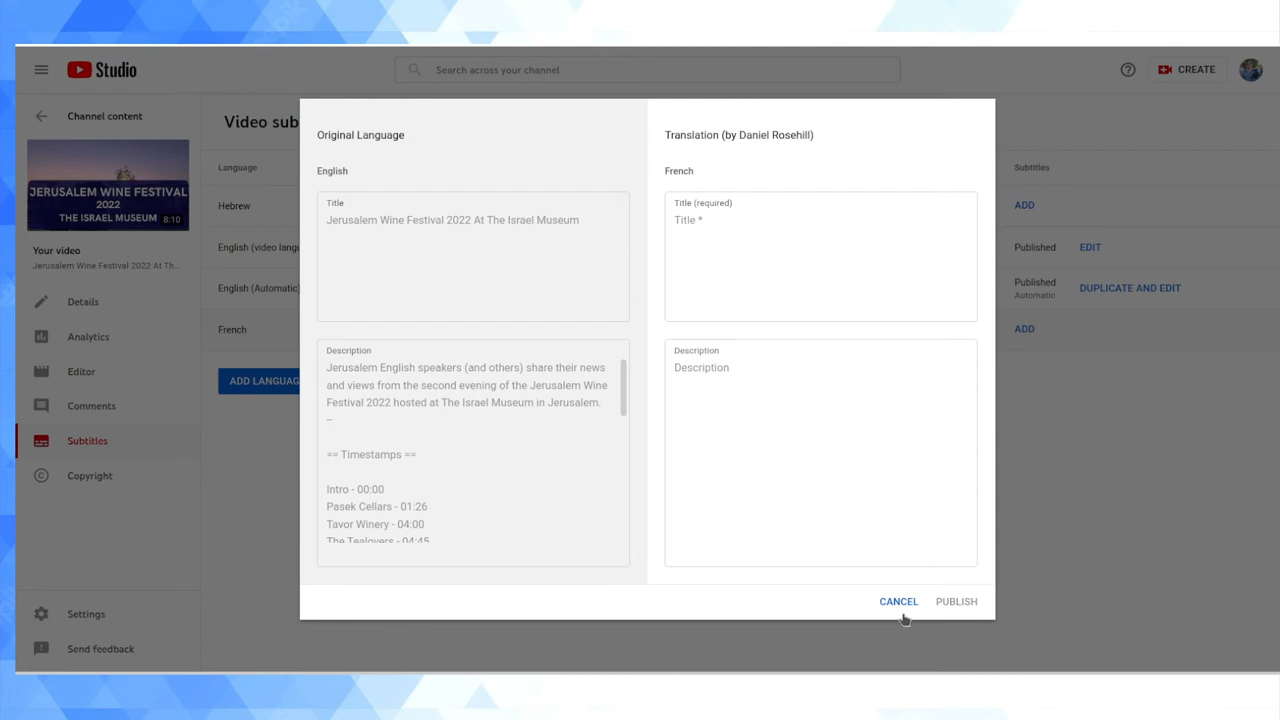 Studio
Search across your channel
CREATE
Channel content
JERUSALEM WINE FESTIVAL
2022
THE ISRAEL MUSEUM
8:10
Your video
Jerusalem Wine Festival 2022 At Th...
Details
Analytics
Editor
Comments
Subtitles
Copyright
Settings
Send feedback
Video sub
Language
Subtitles
Hebrew
ADD
English (video langu
Published
EDIT
English (Automatic)
Published
Automatic
DUPLICATE AND EDIT
French
ADD
ADD LANGUAG
Original Language
English
Title
Jerusalem Wine Festival 2022 At The Israel Museum
Description
Jerusalem English speakers (and others) share their news
and views from the second evening of the Jerusalem Wine
Festival 2022 hosted at The Israel Museum in Jerusalem.
--
== Timestamps ==
Intro - 00:00
Pasek Cellars - 01:26
Tavor Winery - 04:00
The Tealovers - 04:45
Translation (by Daniel Rosehill)
French
Title (required)
Title *
Description
Description
CANCEL
PUBLISH